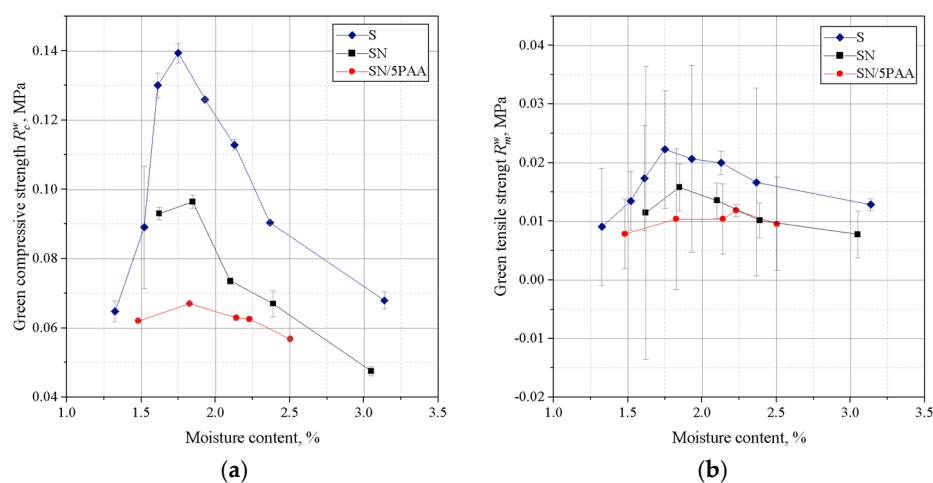 0.14
0.12
0.10
0.08
0.06
0.04
1.0
1.5
2.0
2.5
3.0
3.5
Green compressive strength R_c^w, MPa
Moisture content, %
S
SN
SN/5PAA
(a)
0.04
0.03
0.02
0.01
0.00
-0.01
-0.02
1.0
1.5
2.0
2.5
3.0
3.5
Green tensile strengt R_m^w, MPa
Moisture content, %
S
SN
SN/5PAA
(b)